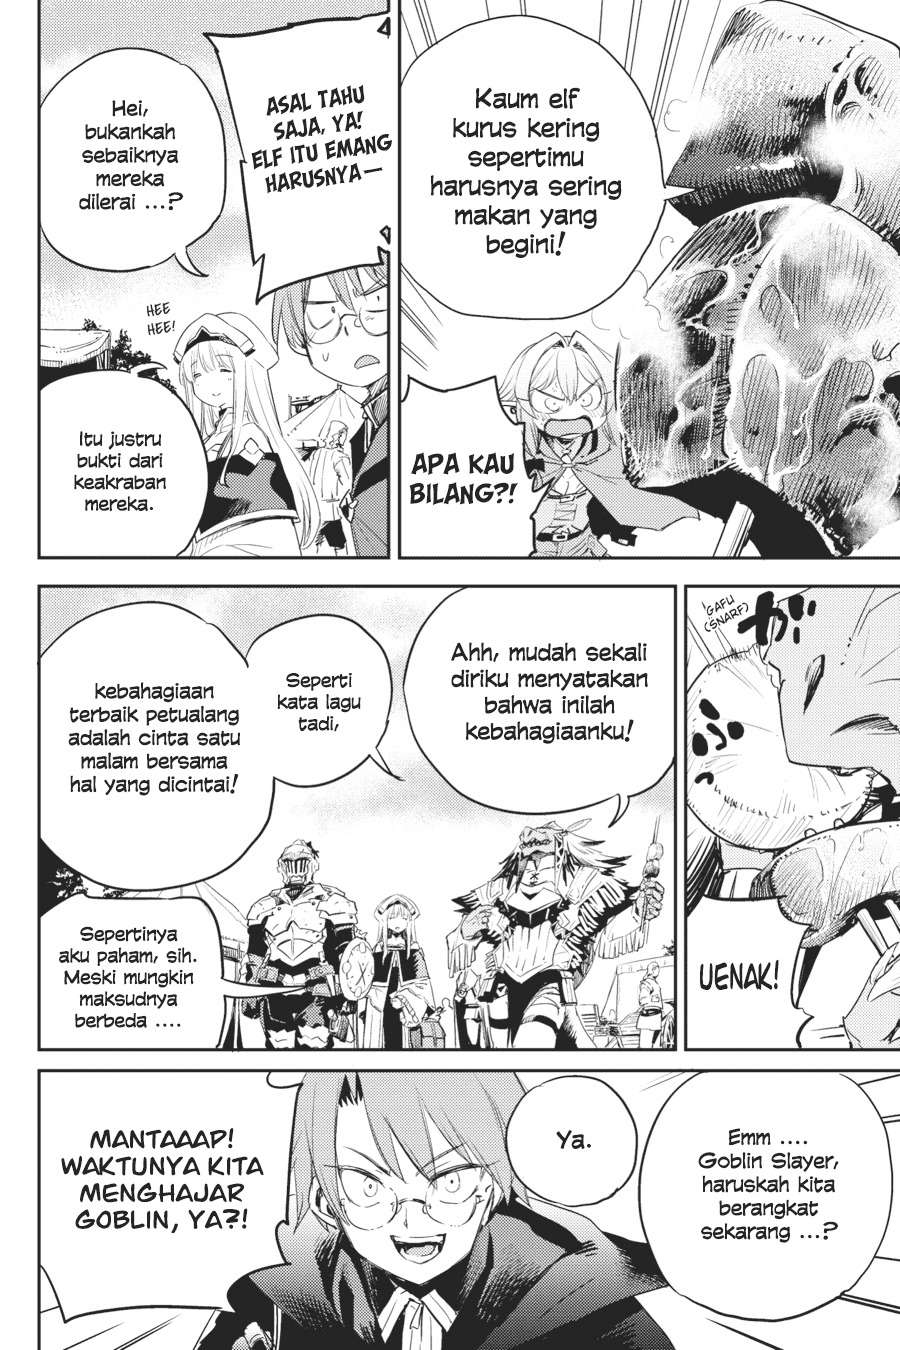 Kaum elf
kurus kering
sepertimu
harusnya sering
makan yang
begini!
APA KAU
BILANG?!
ASAL TAHU
SAJA, YA!
ELF ITU EMANG
HARUSNYA—
Hei,
bukankah
sebaiknya
mereka
dilerai ...?
HEE
HEE!
Itu justru
bukti dari
keakraban
mereka.
GAFU
(SNARF)
がぶ
UENAK!
Ahh, mudah sekali
diriku menyatakan
bahwa inilah
kebahagiaanku!
Seperti
kata lagu
tadi,
kebahagiaan
terbaik petualang
adalah cinta satu
malam bersama
hal yang dicintai!
Sepertinya
aku paham, sih.
Meski mungkin
maksudnya
berbeda ....
Emm ....
Goblin Slayer,
haruskah kita
berangkat
sekarang ...?
Ya.
MANTAAAP!
WAKTUNYA KITA
MENGHAJAR
GOBLIN, YA?!